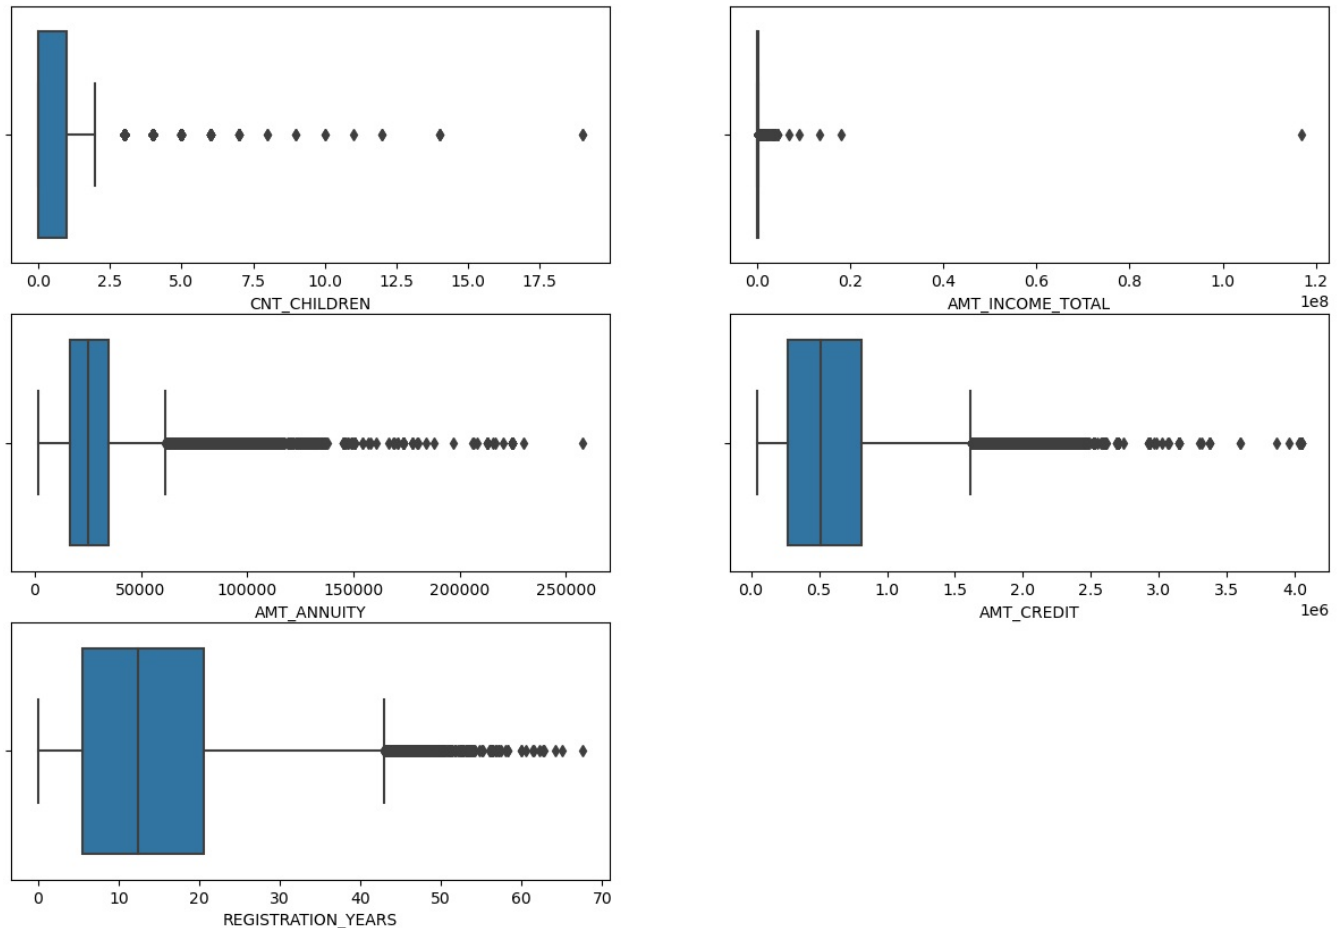 0.0 2.5 5.0 7.5 10.0 12.5 15.0 17.5
CNT_CHILDREN
0.0 0.2 0.4 0.6 0.8 1.0 1.2
1e8
AMT_INCOME_TOTAL
0 50000 100000 150000 200000 250000
AMT_ANNUITY
0.0 0.5 1.0 1.5 2.0 2.5 3.0 3.5 4.0
1e6
AMT_CREDIT
0 10 20 30 40 50 60 70
REGISTRATION_YEARS